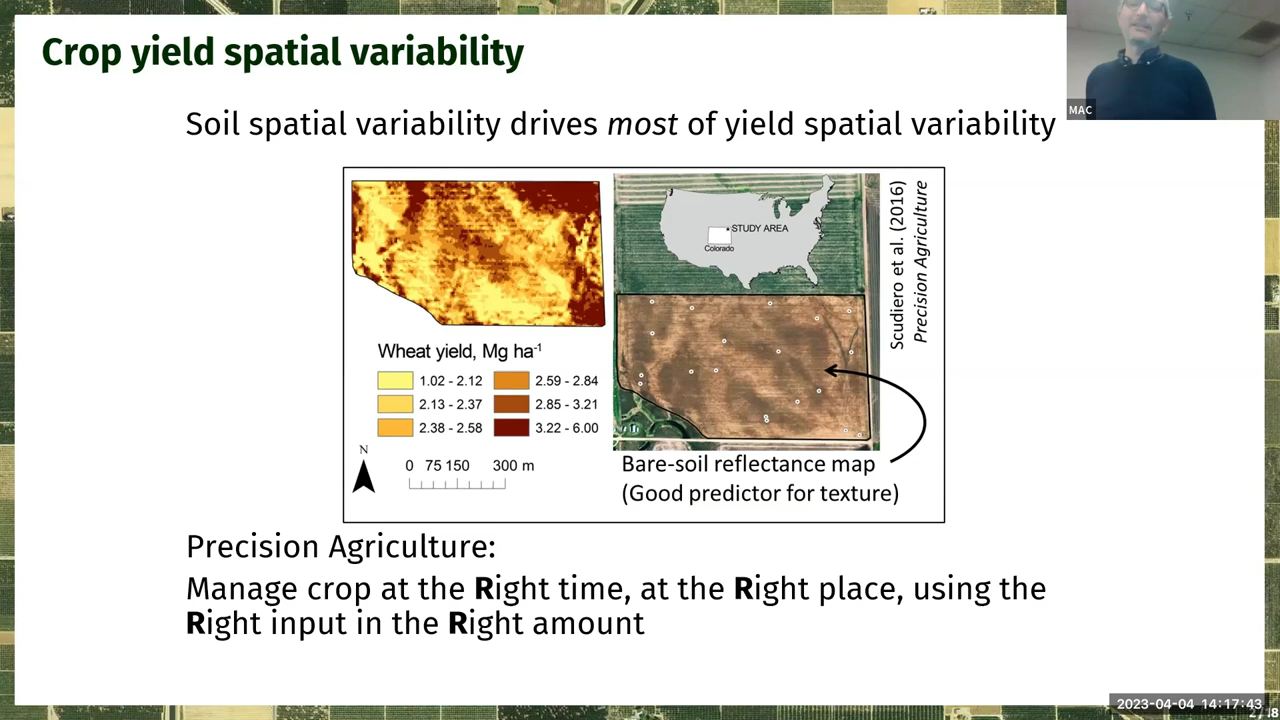 Crop yield spatial variability
MAC
Soil spatial variability drives most of yield spatial variability
STUDY AREA
Colorado
Scudiero et al. (2016)
Precision Agriculture
Wheat yield, Mg ha-1
1.02 - 2.12
2.59 - 2.84
2.13 - 2.37
2.85 - 3.21
2.38 - 2.58
3.22 - 6.00
N
0 75 150 300 m
Bare-soil reflectance map
(Good predictor for texture)
Precision Agriculture:
Manage crop at the Right time, at the Right place, using the
Right input in the Right amount
2023-04-04 14:17:43